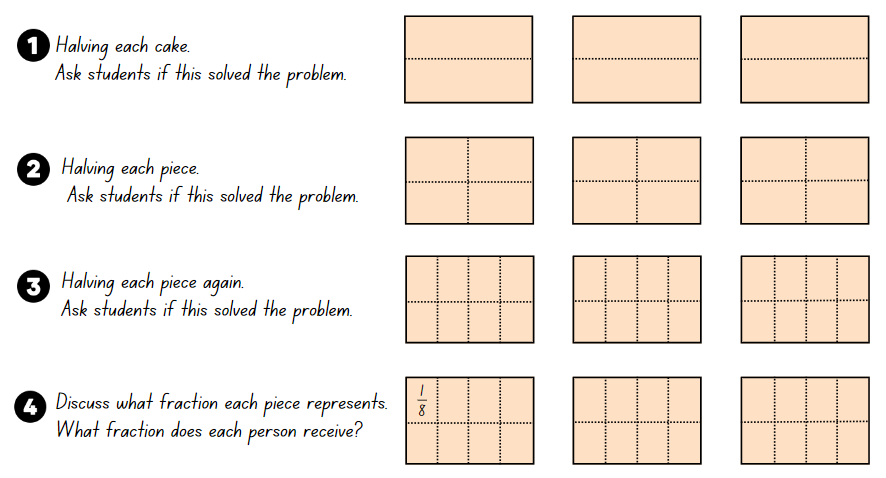 1 Halving each cake.
Ask students if this solved the problem.
2 Halving each piece.
Ask students if this solved the problem.
3 Halving each piece again.
Ask students if this solved the problem.
4 Discuss what fraction each piece represents.
What fraction does each person receive?
1/8